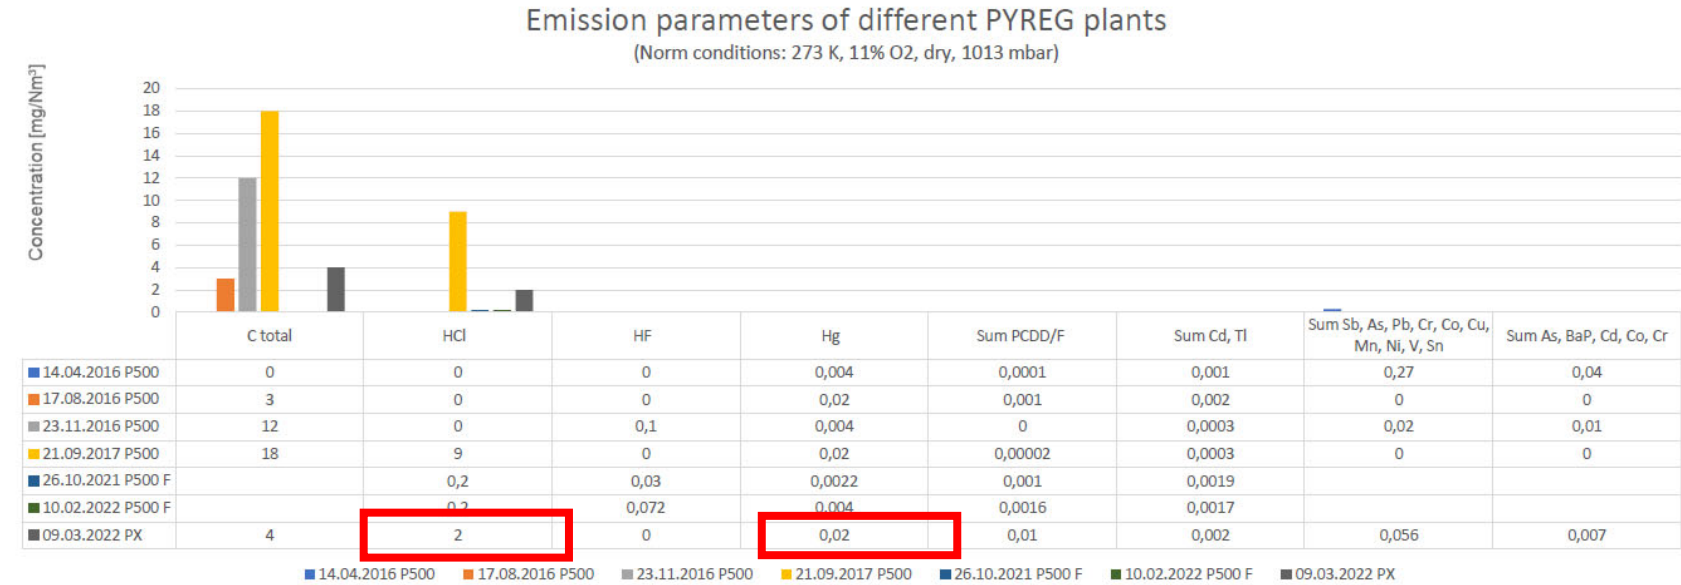 Emission parameters of different PYREG plants
(Norm conditions: 273 K, 11% O2, dry, 1013 mbar)
Concentration [mg/Nm³]
20
18
16
14
12
10
8
6
4
2
0
C total HCl HF Hg Sum PCDD/F Sum Cd, Tl Sum Sb, As, Pb, Cr, Co, Cu, Mn, Ni, V, Sn Sum As, BaP, Cd, Co, Cr
14.04.2016 P500 0 0 0 0,004 0,0001 0,001 0,27 0,04
17.08.2016 P500 3 0 0 0,02 0,001 0,002 0 0
23.11.2016 P500 12 0 0,1 0,004 0 0,0003 0,02 0,01
21.09.2017 P500 18 9 0 0,02 0,00002 0,0003 0 0
26.10.2021 P500 F 0,2 0,03 0,0022 0,001 0,0019
10.02.2022 P500 F 0,2 0,072 0,004 0,0016 0,0017
09.03.2022 PX 4 2 0 0,02 0,01 0,002 0,056 0,007
14.04.2016 P500 17.08.2016 P500 23.11.2016 P500 21.09.2017 P500 26.10.2021 P500 F 10.02.2022 P500 F 09.03.2022 PX